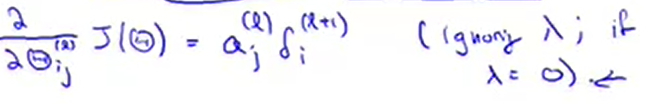 ∂/∂Θ_ij^(l) J(Θ) = a_j^(l) δ_i^(l+1) (ignoring λ; if
λ = 0).←